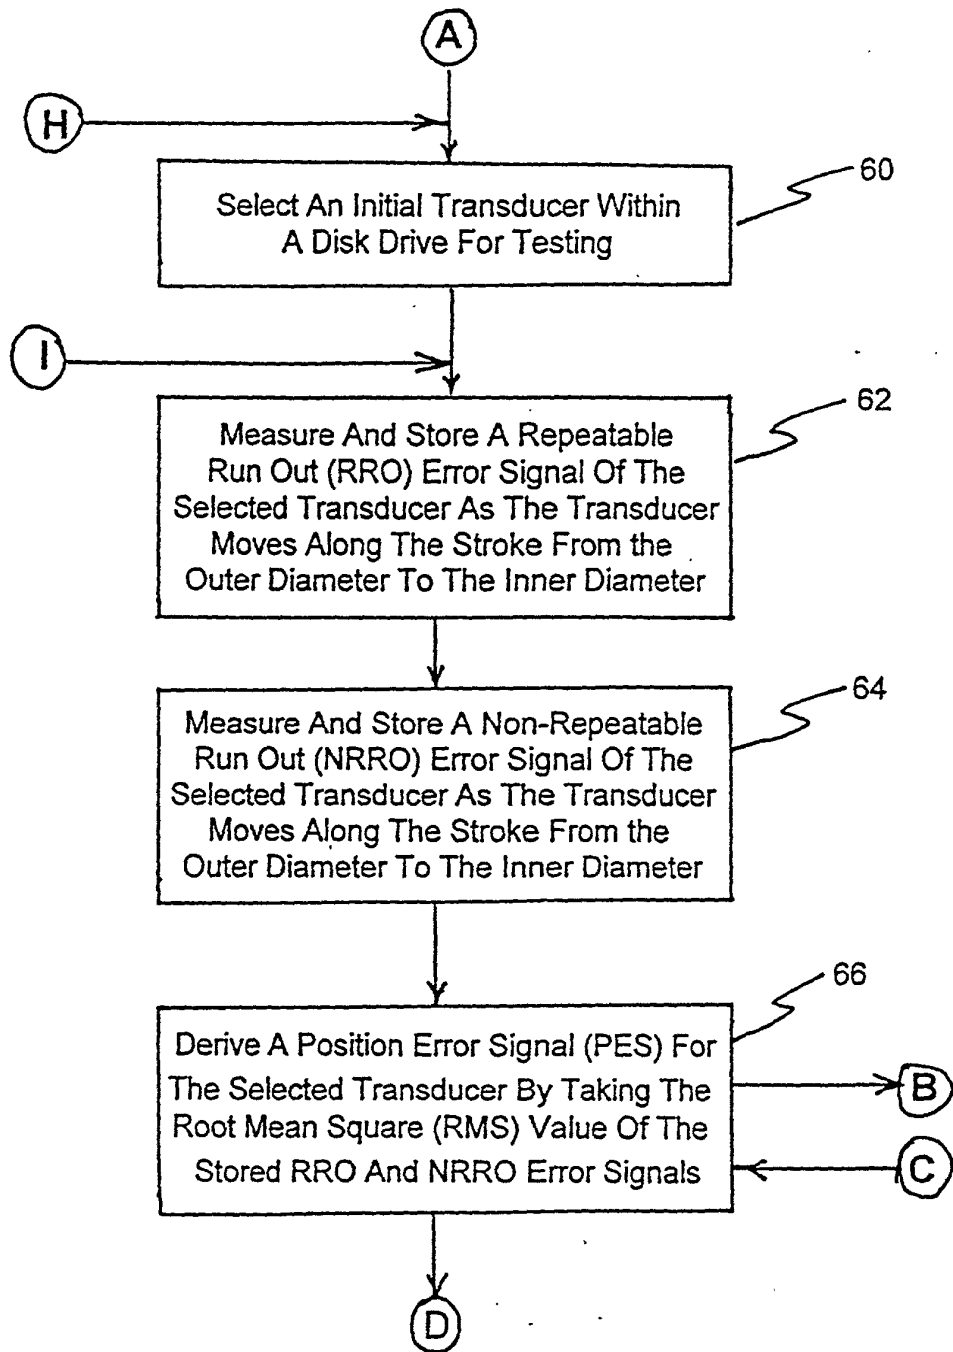 A
H
60
Select An Initial Transducer Within
A Disk Drive For Testing
I
62
Measure And Store A Repeatable
Run Out (RRO) Error Signal Of The
Selected Transducer As The Transducer
Moves Along The Stroke From the
Outer Diameter To The Inner Diameter
64
Measure And Store A Non-Repeatable
Run Out (NRRO) Error Signal Of The
Selected Transducer As The Transducer
Moves Along The Stroke From the
Outer Diameter To The Inner Diameter
66
Derive A Position Error Signal (PES) For
The Selected Transducer By Taking The
Root Mean Square (RMS) Value Of The
Stored RRO And NRRO Error Signals
B
C
D